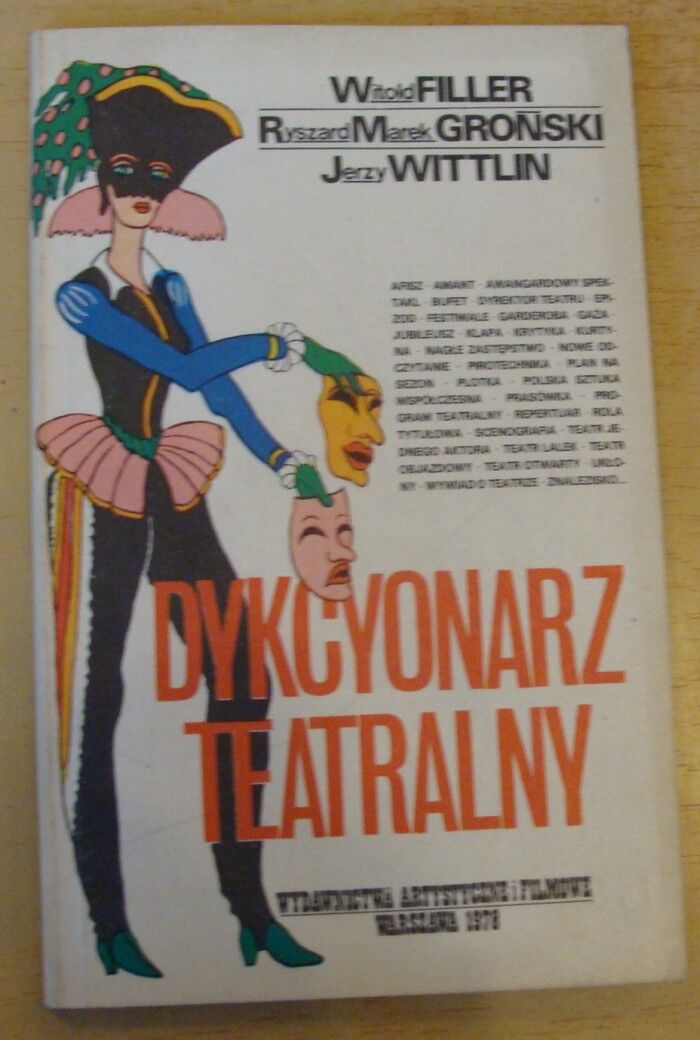 Witold FILLER
Ryszard Marek GROŃSKI
Jerzy WITTLIN
AFISZ · AMANT · AWANGARDOWY SPEK-
TAKL · BUFET · DYREKTOR TEATRU · EPI-
ZOD · FESTIWALE · GARDEROBA · GAŻA ·
JUBILEUSZ · KLAPA · KRYTYKA · KURTY-
NA · NAGŁE ZASTĘPSTWO · NOWE OD-
CZYTANIE · PIROTECHNIKA · PLAN NA
SEZON · PLOTKA · POLSKA SZTUKA
WSPÓŁCZESNA · PRASÓWKA · PRO-
GRAM TEATRALNY · REPERTUAR · ROLA
TYTUŁOWA · SCENOGRAFIA · TEATR JE-
DNEGO AKTORA · TEATR LALEK · TEATR
OBJAZDOWY · TEATR OTWARTY · UKŁO-
NY · WYWIAD O TEATRZE · ZNALEZISKO...
DYKCYONARZ
TEATRALNY
WYDAWNICTWA ARTYSTYCZNE i FILMOWE
WARSZAWA 1978